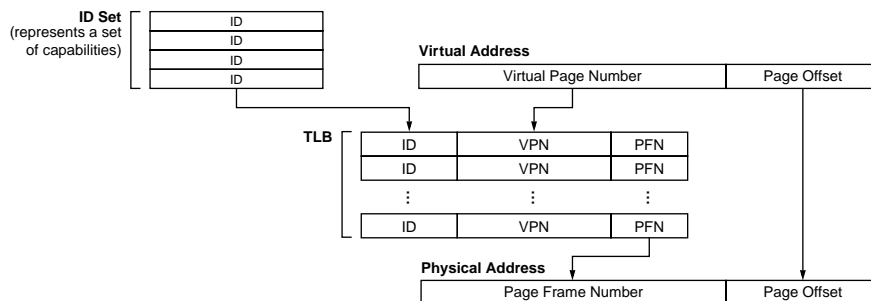 ID Set
(represents a set
of capabilities)
ID
ID
ID
ID
Virtual Address
Virtual Page Number Page Offset
TLB
ID VPN PFN
ID VPN PFN
... ... ...
ID VPN PFN
Physical Address
Page Frame Number Page Offset